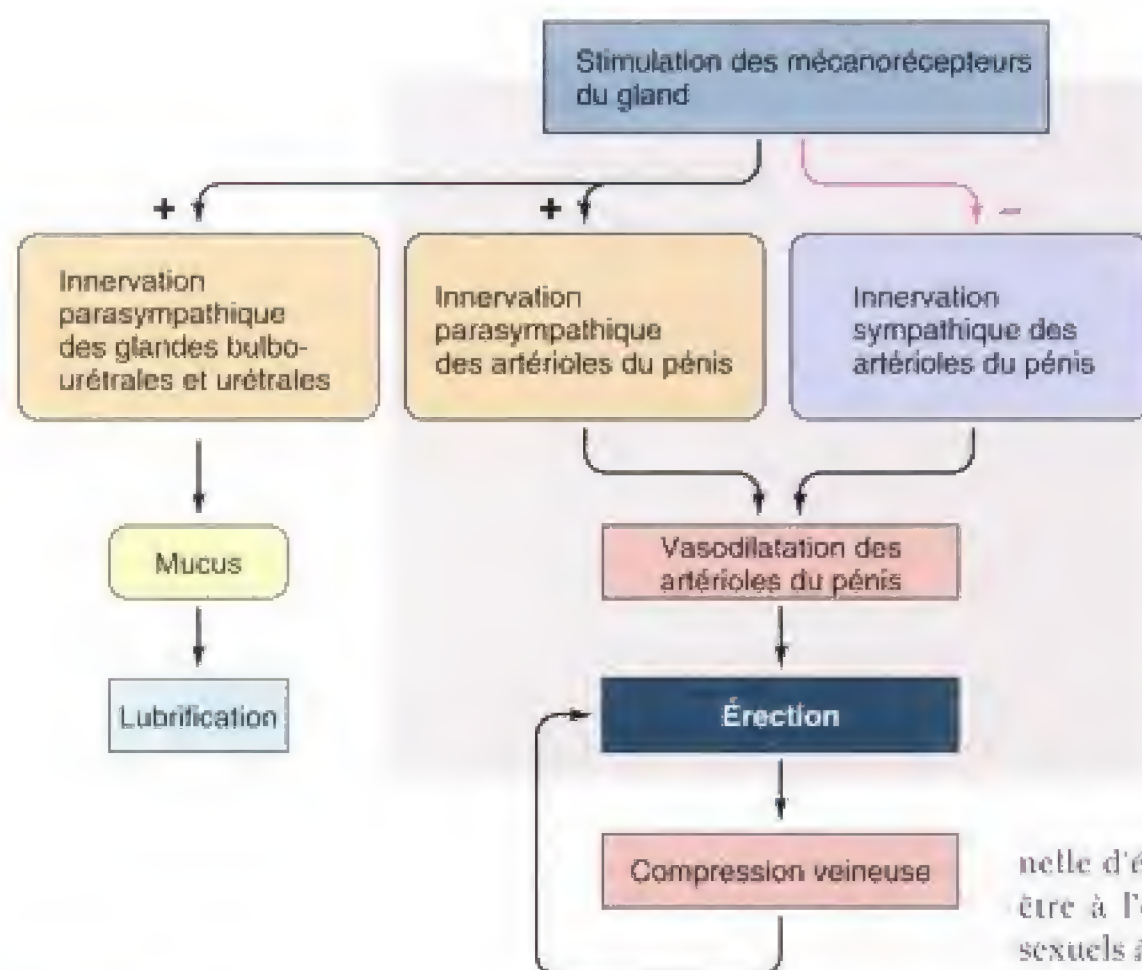 Stimulation des mécanorécepteurs
du gland
+
+
−
Innervation
parasympathique
des glandes bulbo-
urétrales et urétrales
Innervation
parasympathique
des artérioles du pénis
Innervation
sympathique des
artérioles du pénis
Mucus
Vasodilatation des
artérioles du pénis
Lubrification
Érection
Compression veineuse
nelle d'é
être à l'
sexuels